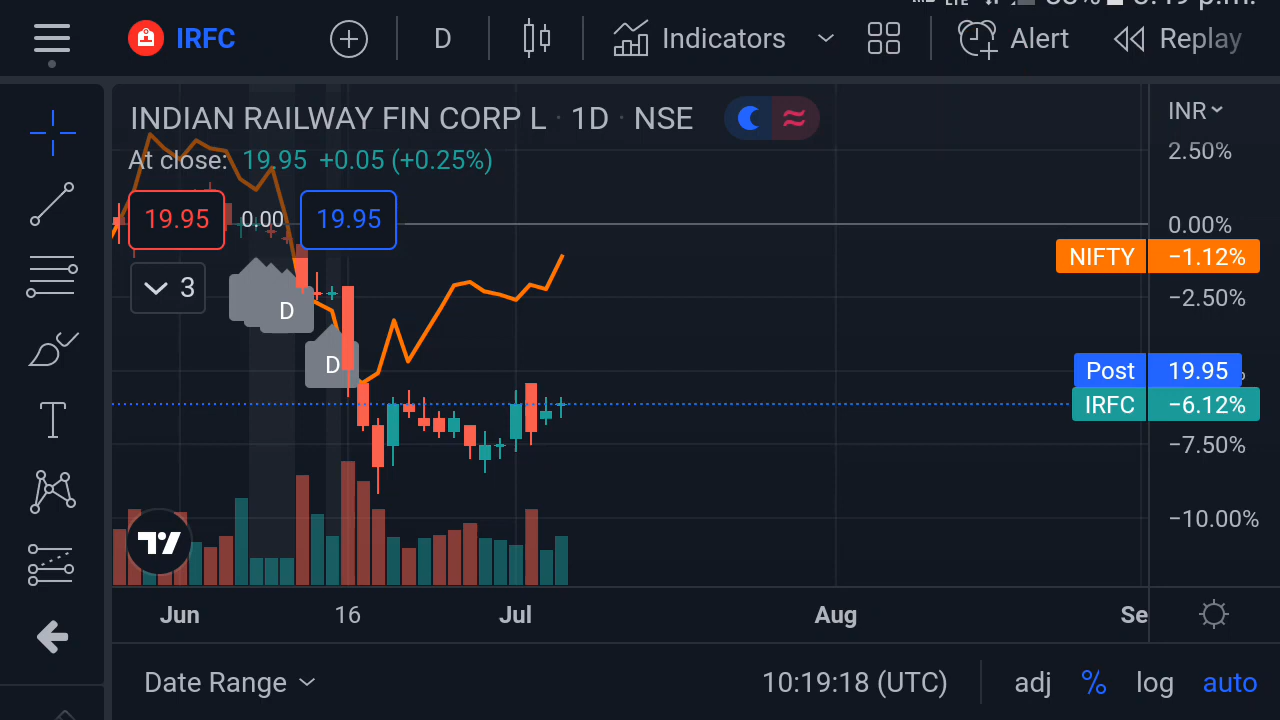 IRFC D Indicators Alert Replay
INDIAN RAILWAY FIN CORP L · 1D · NSE
INR
At close: 19.95 +0.05 (+0.25%)
2.50%
19.95 0.00 19.95
0.00%
NIFTY −1.12%
3
−2.50%
D
D
Post 19.95
IRFC −6.12%
−7.50%
−10.00%
Jun 16 Jul Aug Se
Date Range 10:19:18 (UTC) adj % log auto